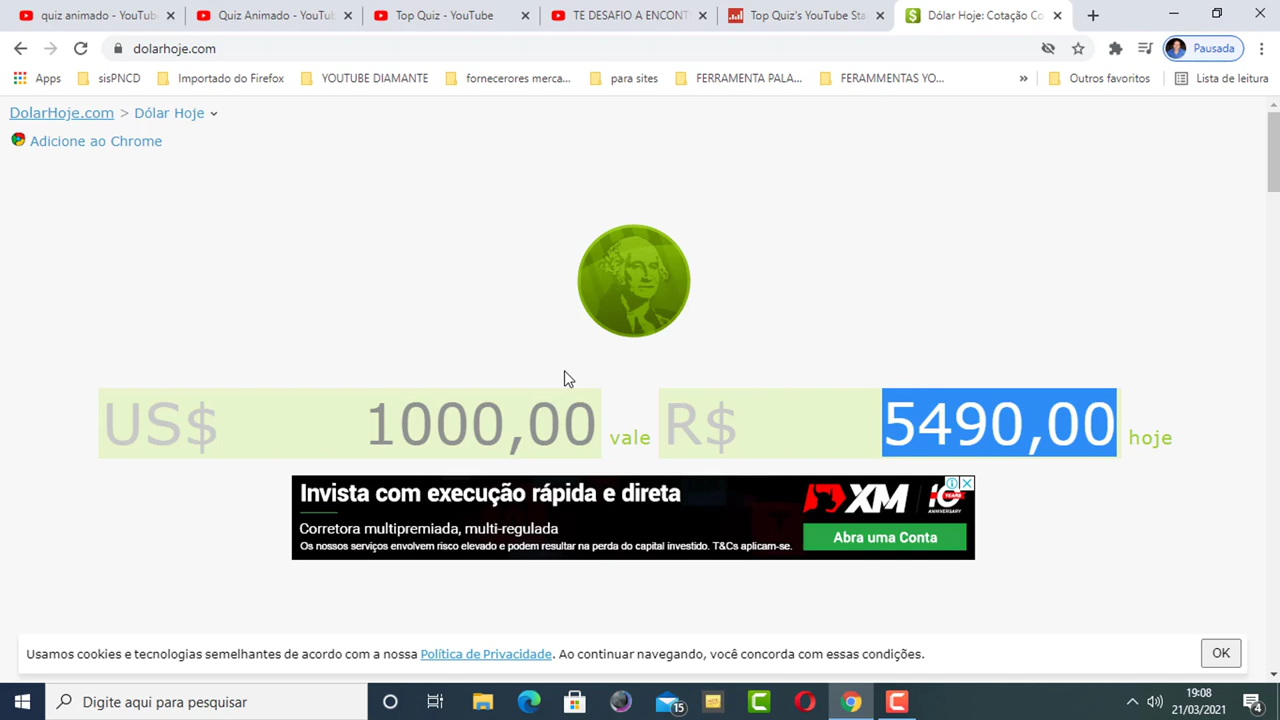 quiz animado - YouTub
Quiz Animado - YouTub
Top Quiz - YouTube
TE DESAFIO A ENCONT
Top Quiz's YouTube Sta
Dólar Hoje: Cotação Co
dolarhoje.com
Pausada
Apps
sisPNCD
Importado do Firefox
YOUTUBE DIAMANTE
fornecerores merca...
para sites
FERRAMENTA PALA...
FERAMMENTAS YO...
»
Outros favoritos
Lista de leitura
DolarHoje.com > Dólar Hoje
Adicione ao Chrome
US$ 1000,00 vale R$ 5490,00 hoje
Invista com execução rápida e direta
Corretora multipremiada, multi-regulada
Os nossos serviços envolvem risco elevado e podem resultar na perda do capital investido. T&Cs aplicam-se.
XM
10 YEARS
ANNIVERSARY
Abra uma Conta
Usamos cookies e tecnologias semelhantes de acordo com a nossa Política de Privacidade. Ao continuar navegando, você concorda com essas condições.
OK
Digite aqui para pesquisar
15
19:08
21/03/2021
4